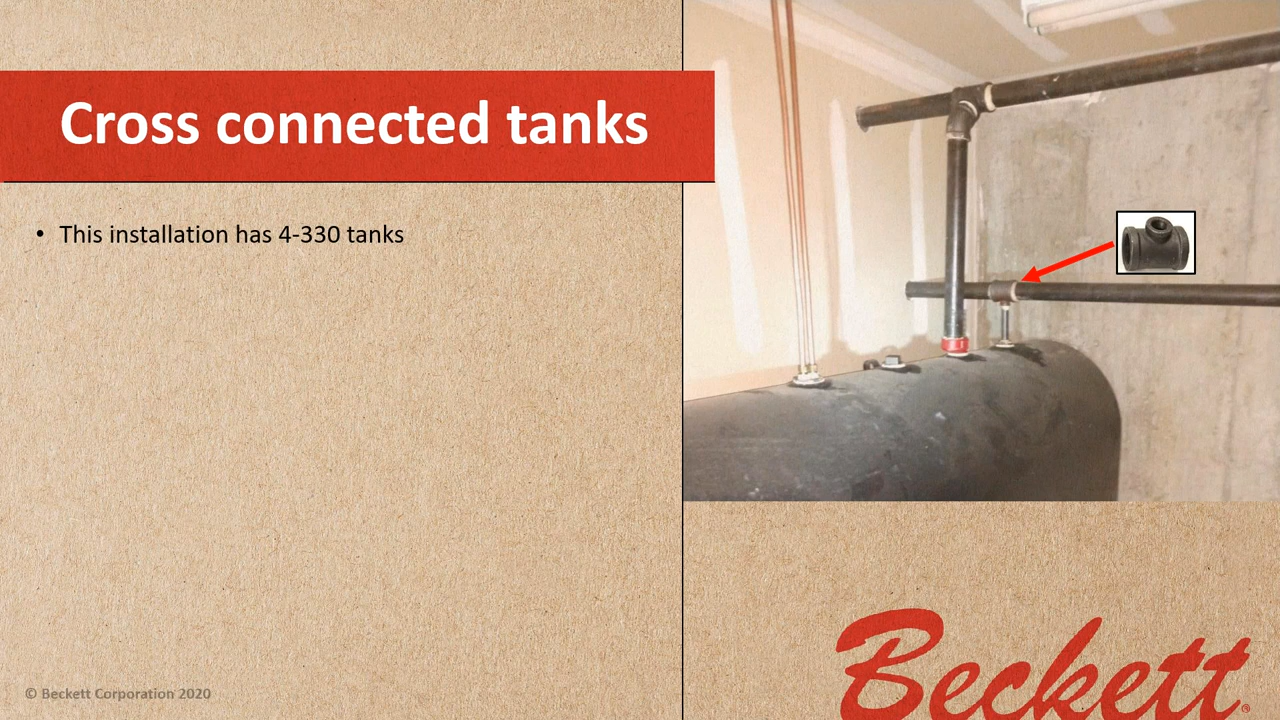 Cross connected tanks
• This installation has 4-330 tanks
© Beckett Corporation 2020
Beckett®